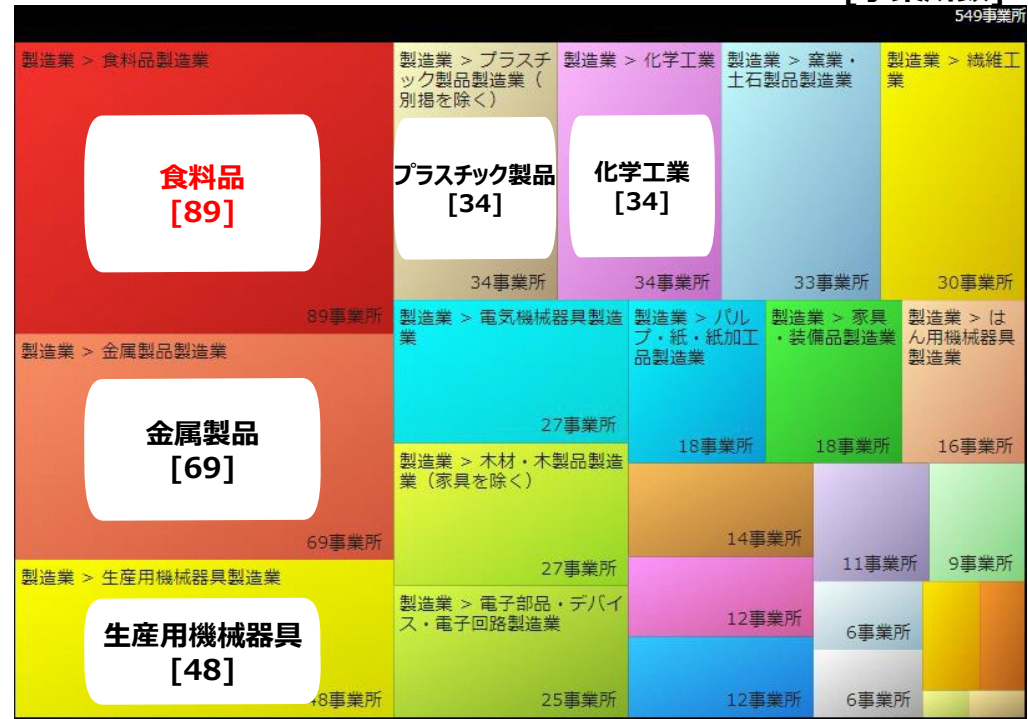 549事業所
製造業 > 食料品製造業
食料品
[89]
89事業所
製造業 > 金属製品製造業
金属製品
[69]
69事業所
製造業 > 生産用機械器具製造業
生産用機械器具
[48]
48事業所
製造業 > プラスチ
ック製品製造業（
別掲を除く）
プラスチック製品
[34]
34事業所
製造業 > 化学工業
化学工業
[34]
34事業所
製造業 > 窯業・
土石製品製造業
33事業所
製造業 > 繊維工
業
30事業所
製造業 > 電気機械器具製造
業
27事業所
製造業 > パル
プ・紙・紙加工
品製造業
18事業所
製造業 > 家具
・装備品製造業
18事業所
製造業 > は
ん用機械器具
製造業
16事業所
製造業 > 木材・木製品製造
業（家具を除く）
27事業所
製造業 > 電子部品・デバイ
ス・電子回路製造業
25事業所
14事業所
12事業所
12事業所
11事業所
9事業所
6事業所
6事業所